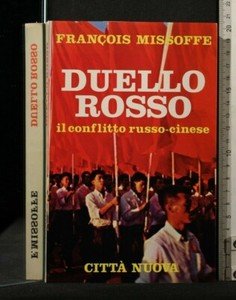 FRANÇOIS MISSOFFE
DUELLO
ROSSO
il conflitto russo-cinese
CITTÀ NUOVA
F. MISSOFFE
DUELLO ROSSO